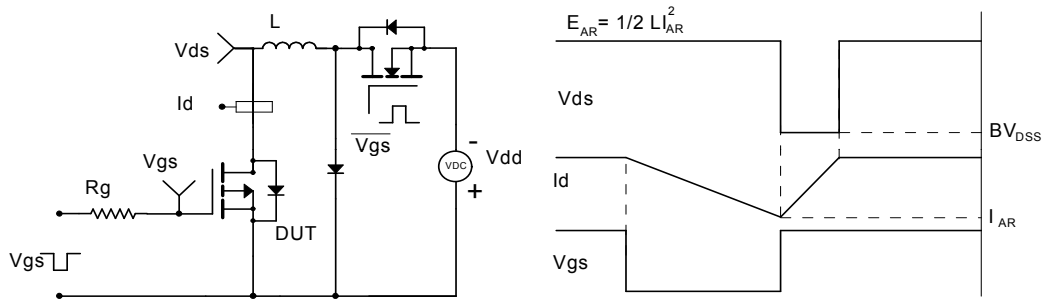 L
Vds
Id
Vgs
Rg
DUT
Vgs
Vgs
-
VDC
+
Vdd
E_AR = 1/2 LI_AR^2
Vds
BV_DSS
Id
I_AR
Vgs